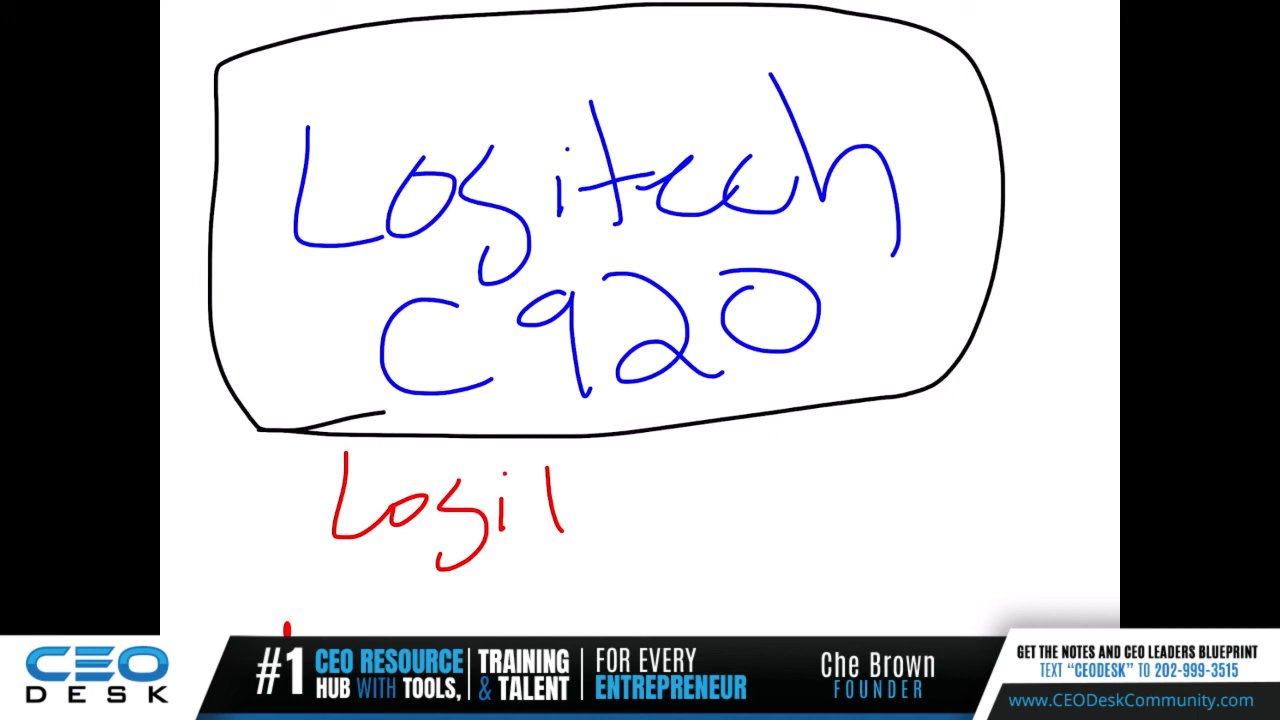 Logitech
C920
Logil
CEO
DESK
#1 CEO RESOURCE
HUB WITH TOOLS,
TRAINING
& TALENT
FOR EVERY
ENTREPRENEUR
Che Brown
FOUNDER
GET THE NOTES AND CEO LEADERS BLUEPRINT
TEXT “CEODESK” TO 202-999-3515
www.CEODeskCommunity.com